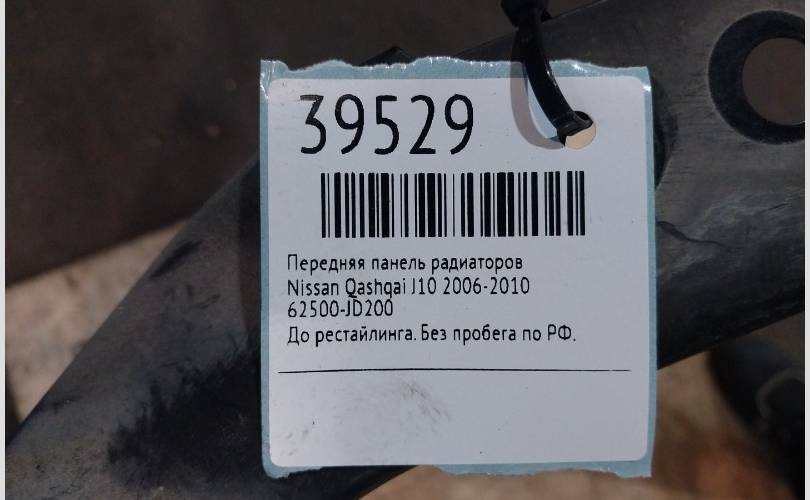 39529
Передняя панель радиаторов
Nissan Qashqai J10 2006-2010
62500-JD200
До рестайлинга. Без пробега по РФ.